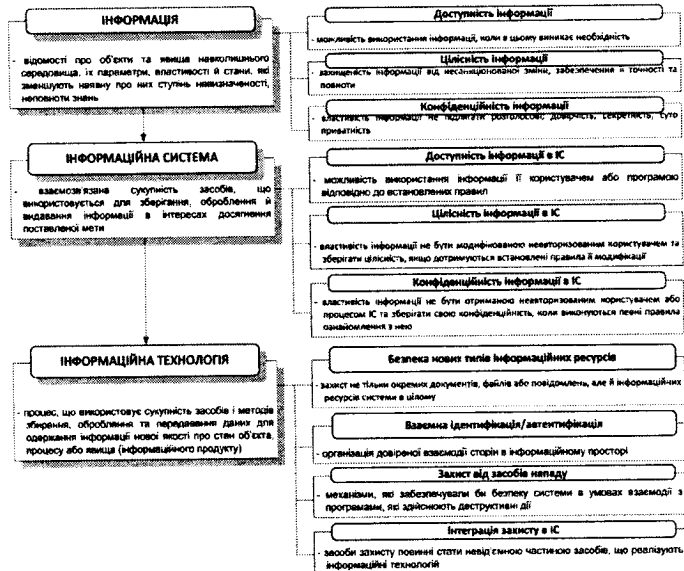 ІНФОРМАЦІЯ
- відомості про об'єкти та явища навколишнього
середовища, їх параметри, властивості й стани, які
зменшують наявну про них ступінь невизначеності,
неповноти знань
Доступність інформації
- можливість використання інформації, коли в цьому виникає необхідність
Цілісність інформації
- захищеність інформації від несанкціонованої зміни, забезпечення її точності та
повноти
Конфіденційність інформації
- властивість інформації не підлягати розголосові; довірчість, секретність, суто
приватність
ІНФОРМАЦІЙНА СИСТЕМА
- взаємозв'язана сукупність засобів, що
використовується для зберігання, оброблення й
видавання інформації в інтересах досягнення
поставленої мети
Доступність інформації в ІС
- можливість використання інформації її користувачем або програмою
відповідно до встановлених правил
Цілісність інформації в ІС
- властивість інформації не бути модифікованою неавторизованим користувачем та
зберігати цілісність, якщо дотримуються встановлені правила її модифікації
Конфіденційність інформації в ІС
- властивість інформації не бути отриманою неавторизованим користувачем або
процесом ІС та зберігати свою конфіденційність, коли виконуються певні правила
ознайомлення з нею
ІНФОРМАЦІЙНА ТЕХНОЛОГІЯ
- процес, що використовує сукупність засобів і методів
збирання, оброблення та передавання даних для
одержання інформації нової якості про стан об'єкта,
процесу або явища (інформаційного продукту)
Безпека нових типів інформаційних ресурсів
- захист не тільки окремих документів, файлів або повідомлень, але й інформаційних
ресурсів системи в цілому
Взаємна ідентифікація/автентифікація
- організація довіреної взаємодії сторін в інформаційному просторі
Захист від засобів нападу
- механізми, які забезпечували би безпеку системи в умовах взаємодії з
програмами, які здійснюють деструктивні дії
Інтеграція захисту в ІС
- засоби захисту повинні стати невід'ємною частиною засобів, що реалізують
інформаційні технологій